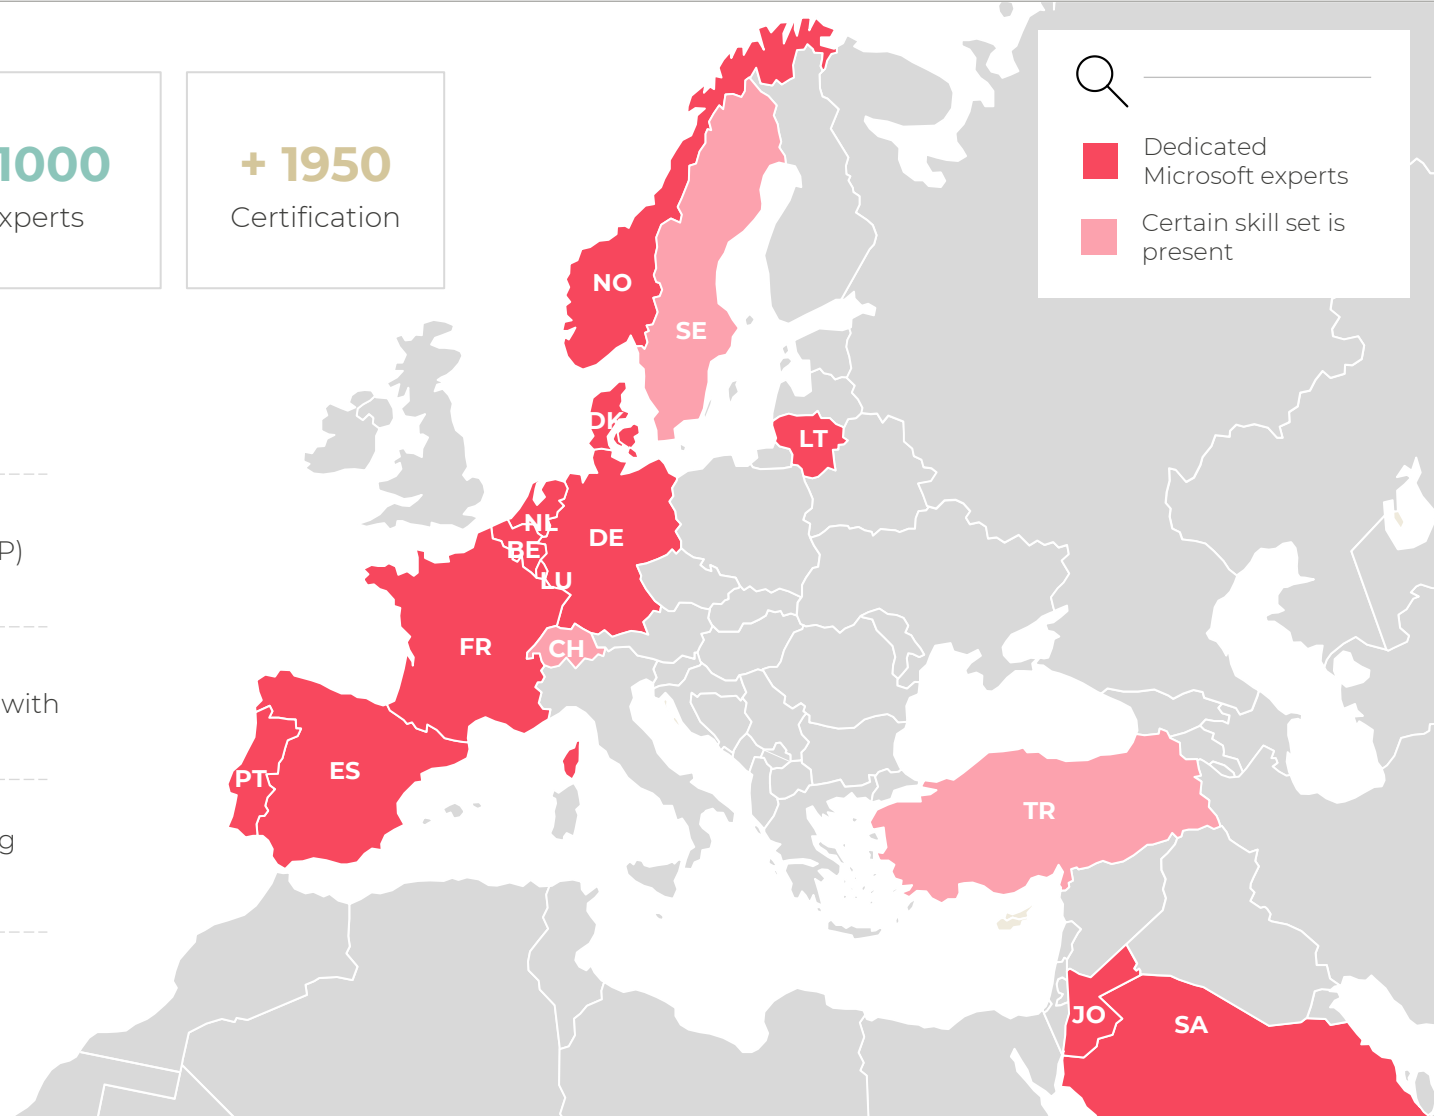 1000
xperts
+ 1950
Certification
Dedicated
Microsoft experts
Certain skill set is
present
NO
SE
DK
LT
NL
DE
BE
LU
FR
CH
PT
ES
TR
JO
SA
P)
with
g